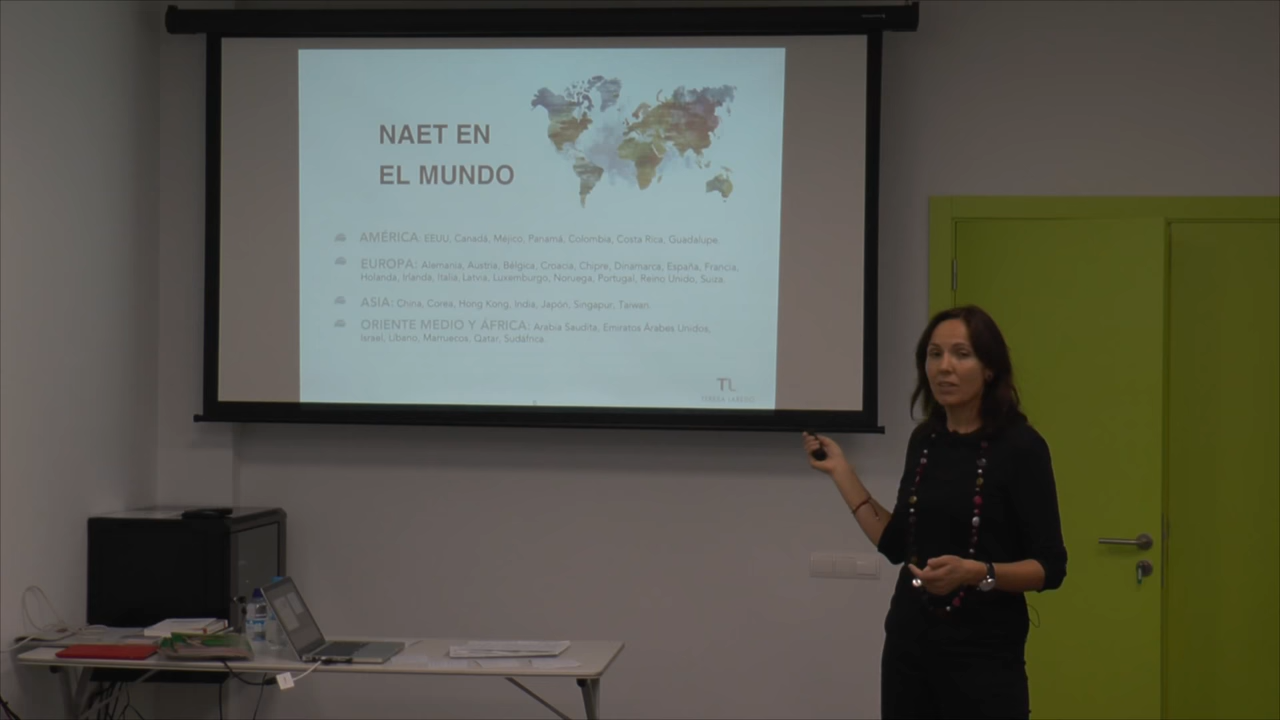 NAET EN
EL MUNDO
AMÉRICA: EEUU, Canadá, Méjico, Panamá, Colombia, Costa Rica, Guadalupe.
EUROPA: Alemania, Austria, Bélgica, Croacia, Chipre, Dinamarca, España, Francia,
Holanda, Irlanda, Italia, Latvia, Luxemburgo, Noruega, Portugal, Reino Unido, Suiza.
ASIA: China, Corea, Hong Kong, India, Japón, Singapur, Taiwan.
ORIENTE MEDIO Y ÁFRICA: Arabia Saudita, Emiratos Árabes Unidos,
Israel, Líbano, Marruecos, Qatar, Sudáfrica.
TL